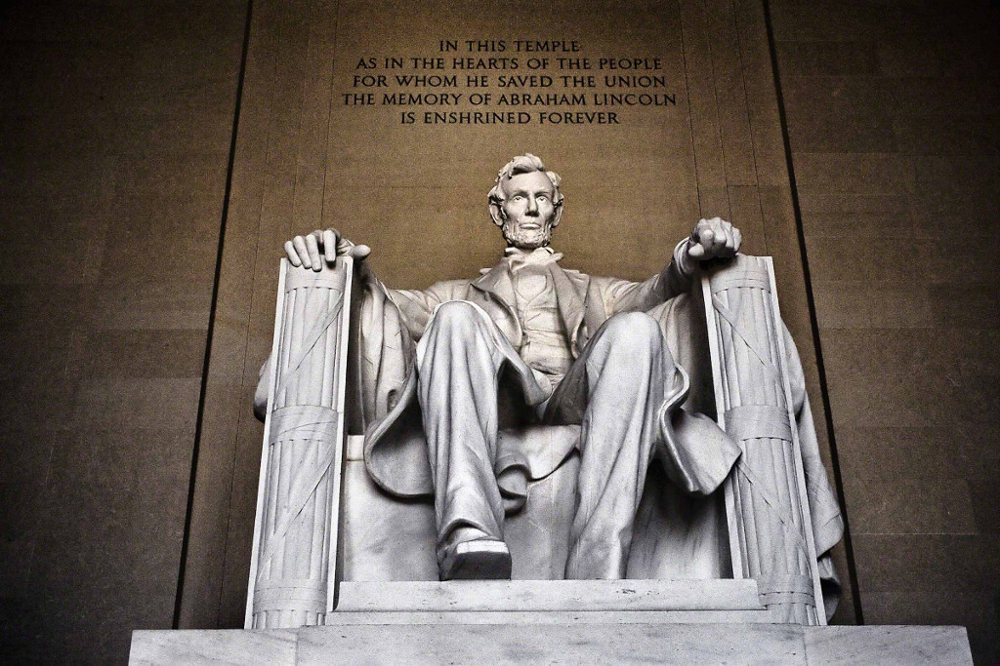 IN THIS TEMPLE
AS IN THE HEARTS OF THE PEOPLE
FOR WHOM HE SAVED THE UNION
THE MEMORY OF ABRAHAM LINCOLN
IS ENSHRINED FOREVER